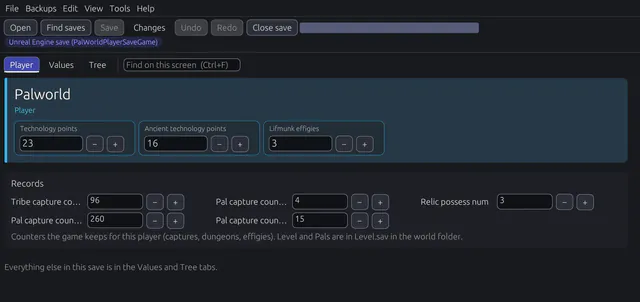 File Backups Edit View Tools Help
Open Find saves Save Changes Undo Redo Close save
Unreal Engine save (PalWorldPlayerSaveGame)
Player Values Tree Find on this screen (Ctrl+F)
Palworld
Player
Technology points Ancient technology points Lifmunk effigies
23 − + 16 − + 3 − +
Records
Tribe capture co... 96 − + Pal capture coun... 4 − + Relic possess num 3 − +
Pal capture coun... 260 − + Pal capture coun... 15 − +
Counters the game keeps for this player (captures, dungeons, effigies). Level and Pals are in Level.sav in the world folder.
Everything else in this save is in the Values and Tree tabs.